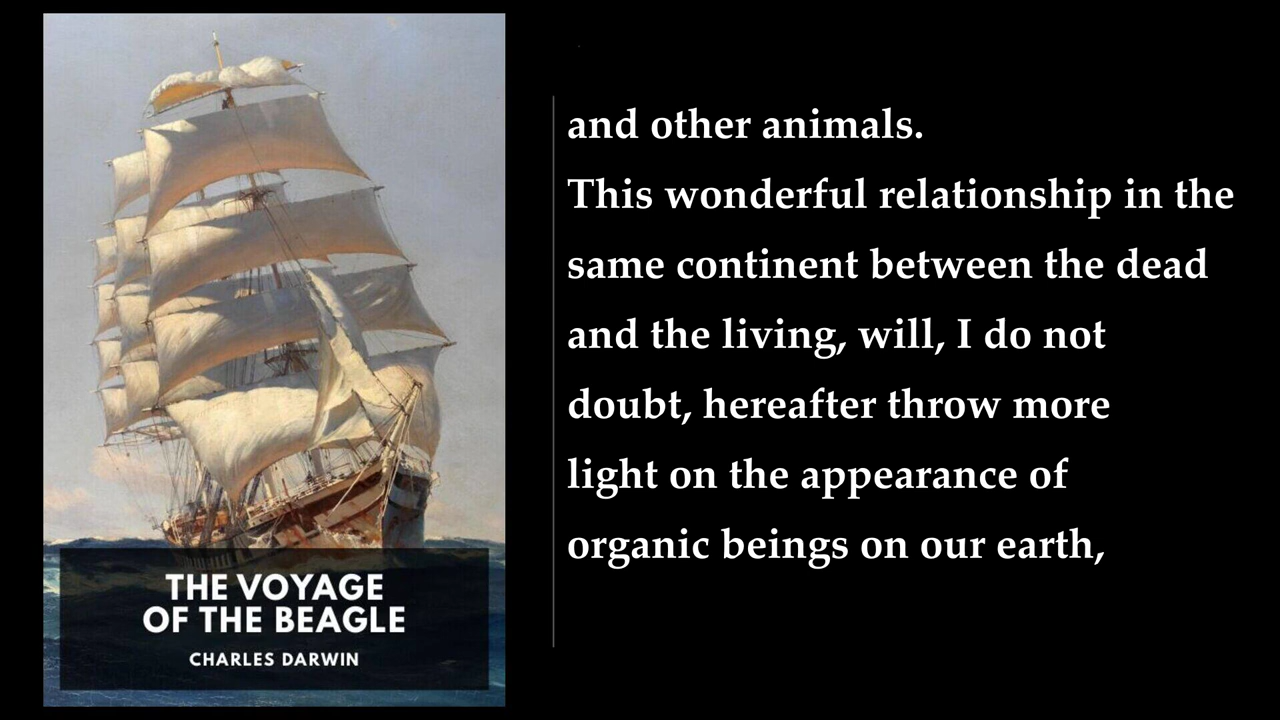 THE VOYAGE
OF THE BEAGLE
CHARLES DARWIN
and other animals.
This wonderful relationship in the
same continent between the dead
and the living, will, I do not
doubt, hereafter throw more
light on the appearance of
organic beings on our earth,